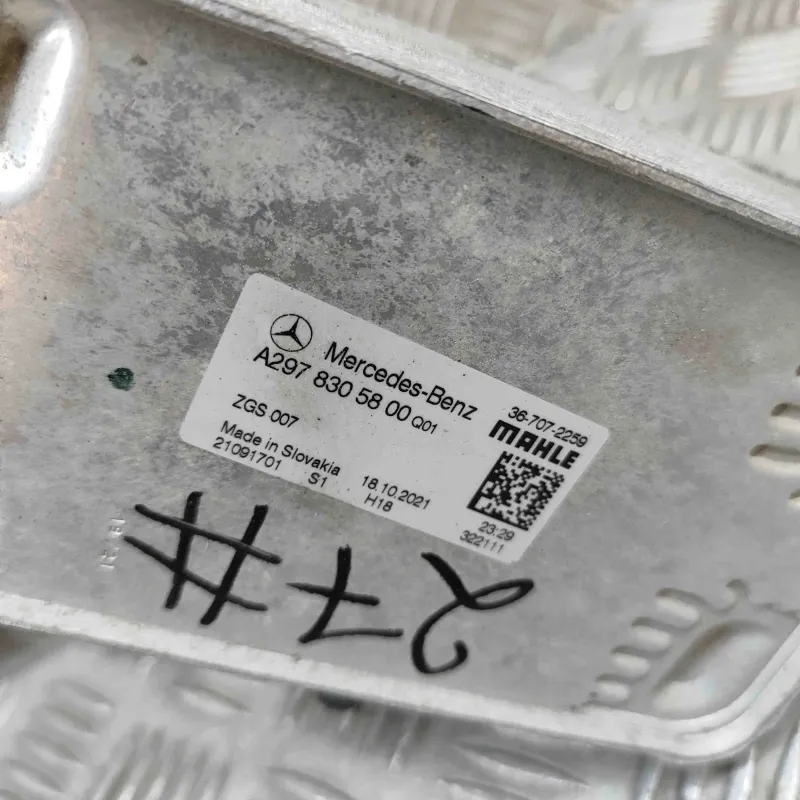 Mercedes-Benz
A297 830 58 00 Q01
ZGS 007
Made in Slovakia
21091701 S1
18.10.2021
H18
36-707-2259
MAHLE
23:29
322111
27#